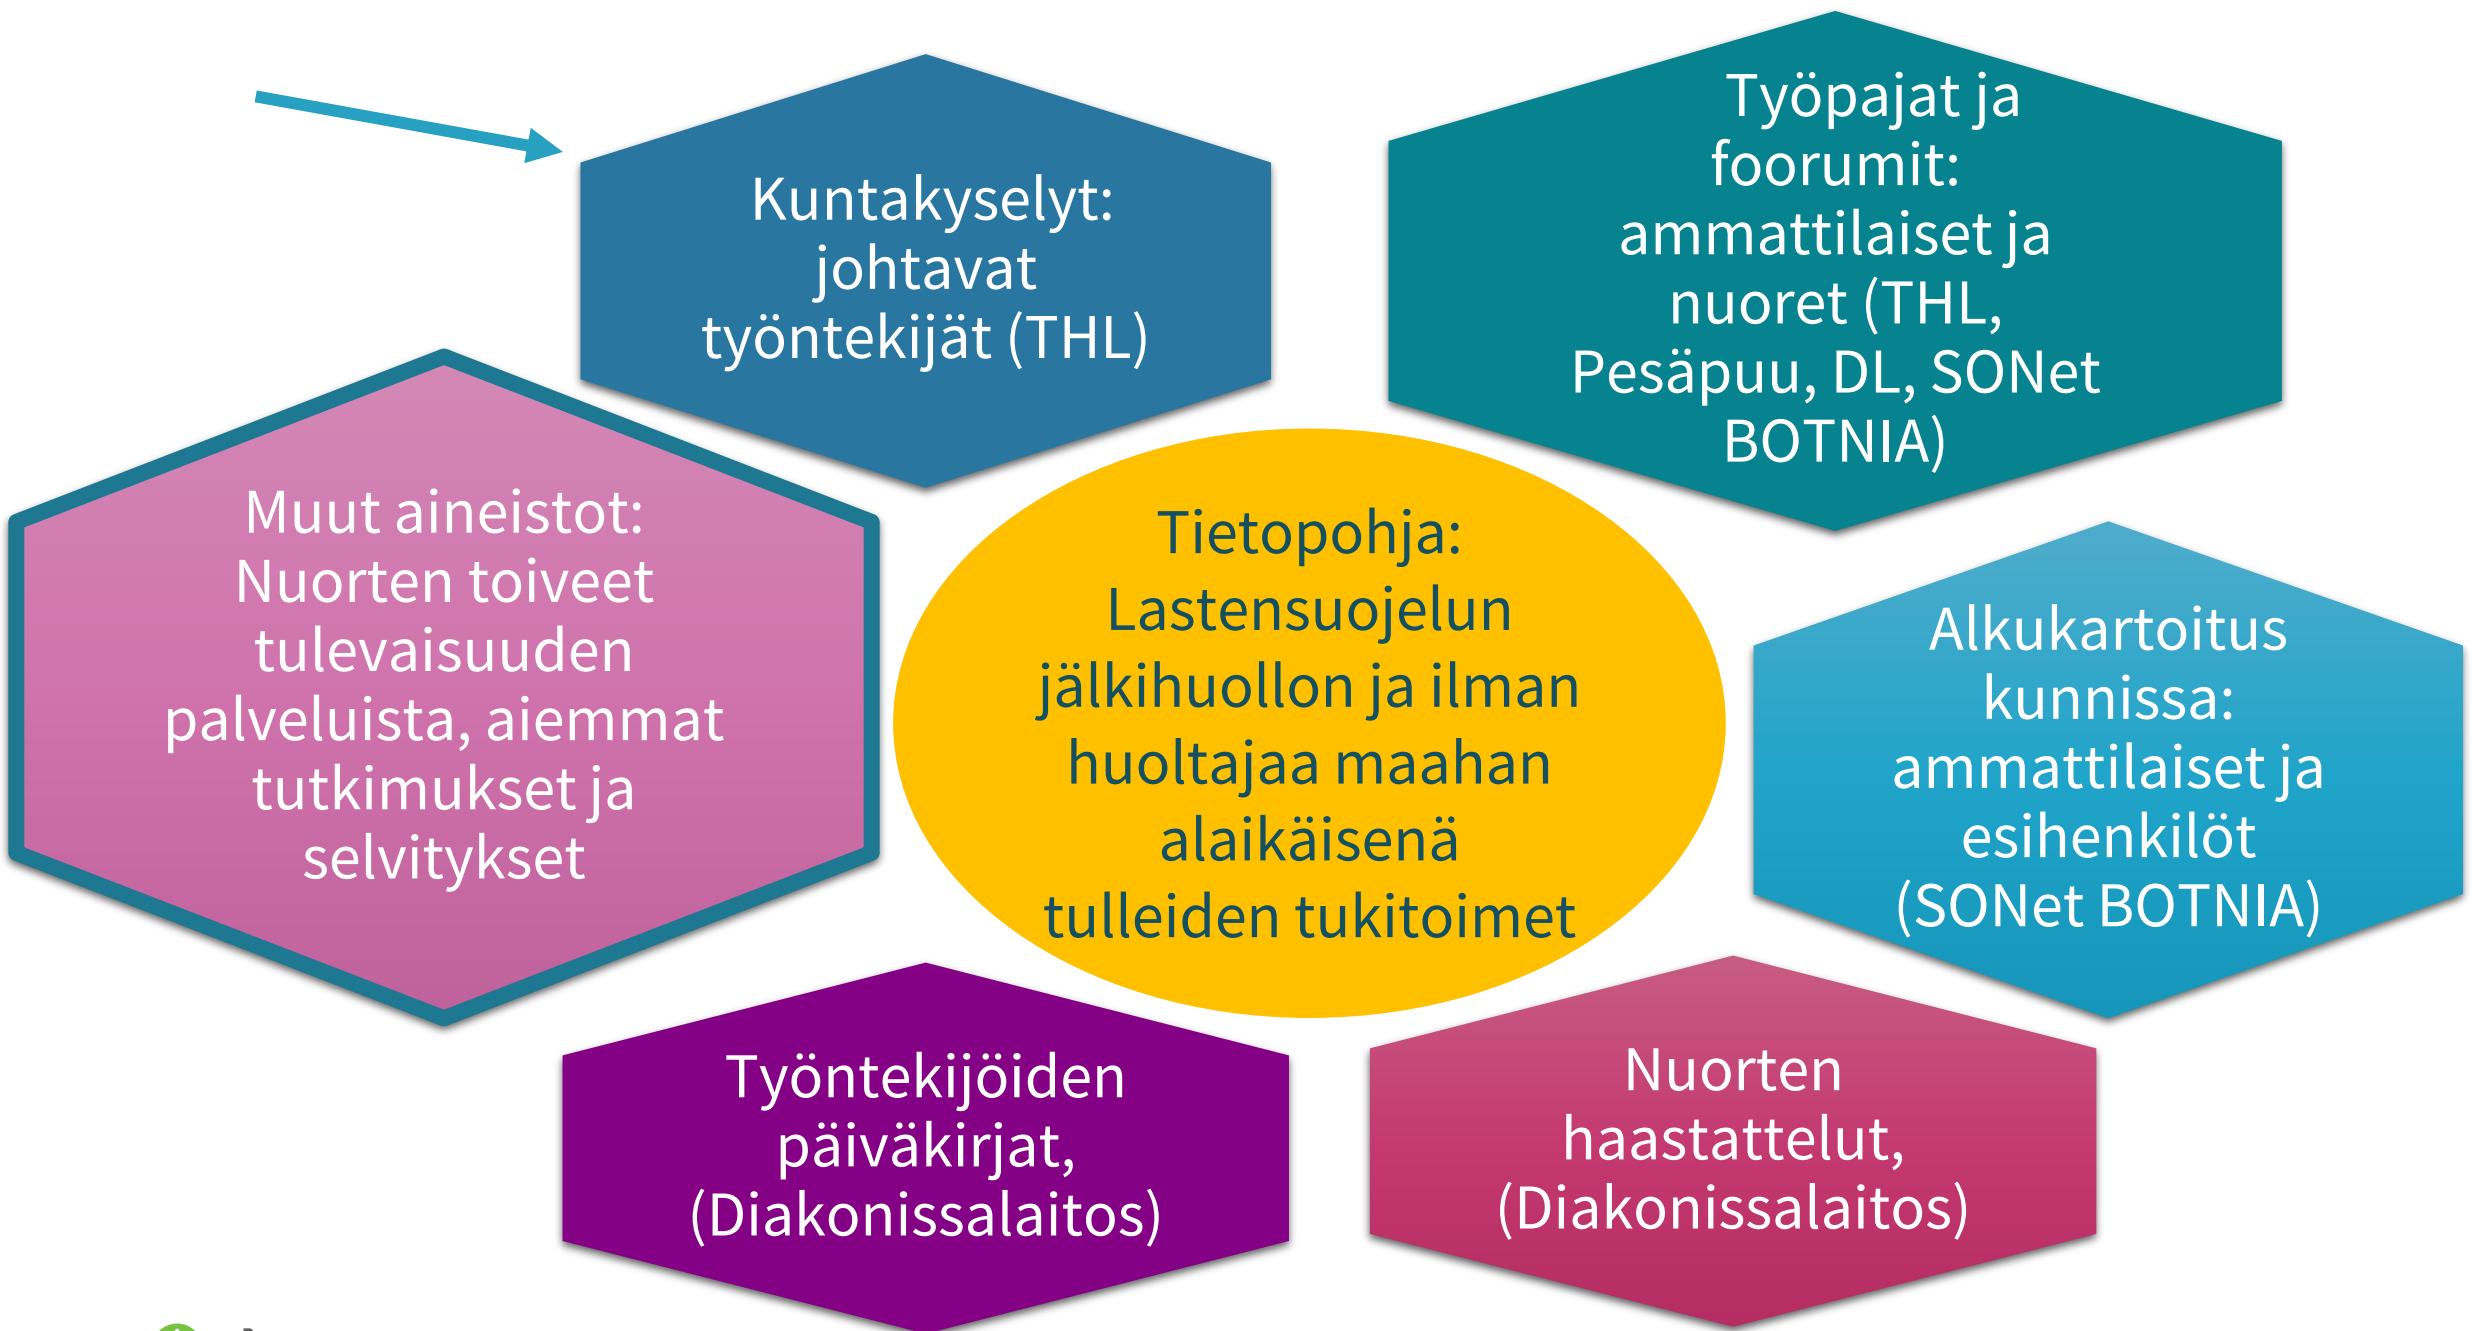 Kuntakyselyt:
johtavat
työntekijät (THL)
Työpajat ja
foorumit:
ammattilaiset ja
nuoret (THL,
Pesäpuu, DL, SONet
BOTNIA)
Muut aineistot:
Nuorten toiveet
tulevaisuuden
palveluista, aiemmat
tutkimukset ja
selvitykset
Tietopohja:
Lastensuojelun
jälkihuollon ja ilman
huoltajaa maahan
alaikäisenä
tulleiden tukitoimet
Alkukartoitus
kunnissa:
ammattilaiset ja
esihenkilöt
(SONet BOTNIA)
Työntekijöiden
päiväkirjat,
(Diakonissalaitos)
Nuorten
haastattelut,
(Diakonissalaitos)